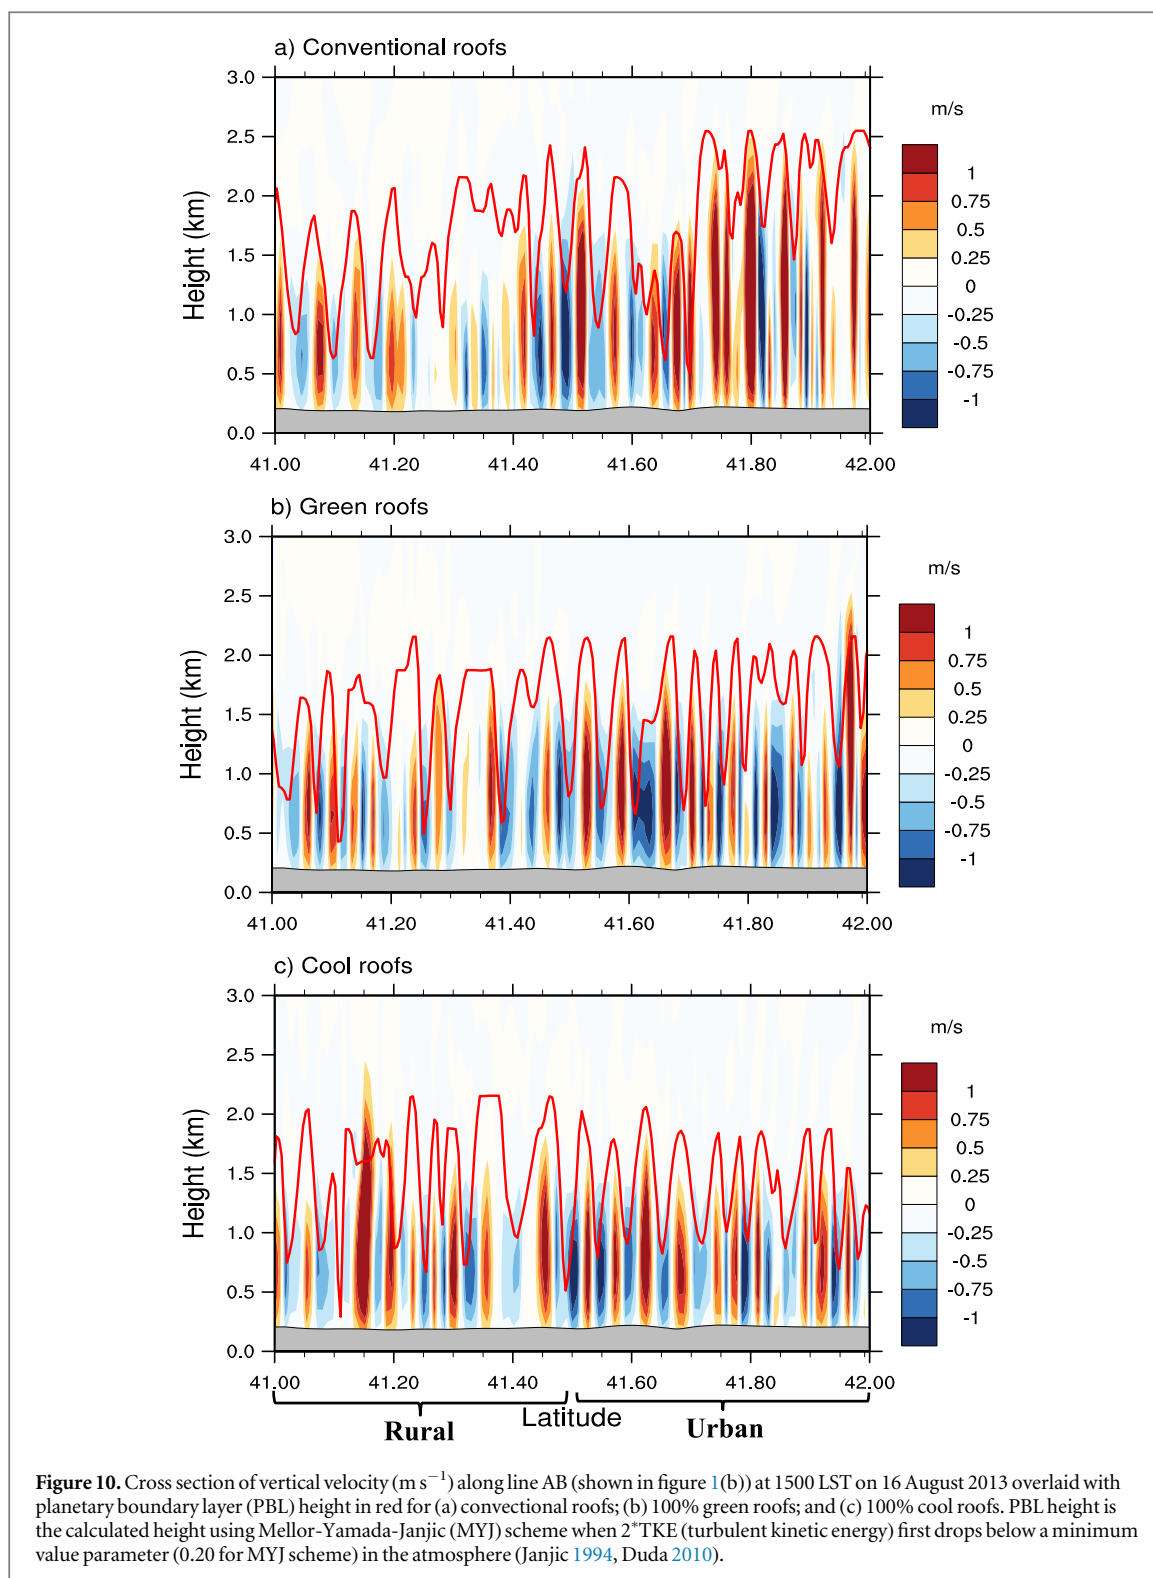 a) Conventional roofs
3.0
2.5
2.0
1.5
1.0
0.5
0.0
Height (km)
41.00 41.20 41.40 41.60 41.80 42.00
m/s
1
0.75
0.5
0.25
0
-0.25
-0.5
-0.75
-1
b) Green roofs
3.0
2.5
2.0
1.5
1.0
0.5
0.0
Height (km)
41.00 41.20 41.40 41.60 41.80 42.00
m/s
1
0.75
0.5
0.25
0
-0.25
-0.5
-0.75
-1
c) Cool roofs
3.0
2.5
2.0
1.5
1.0
0.5
0.0
Height (km)
41.00 41.20 41.40 41.60 41.80 42.00
m/s
1
0.75
0.5
0.25
0
-0.25
-0.5
-0.75
-1
Rural Latitude Urban
Figure 10. Cross section of vertical velocity (m s⁻¹) along line AB (shown in figure 1(b)) at 1500 LST on 16 August 2013 overlaid with
planetary boundary layer (PBL) height in red for (a) convectional roofs; (b) 100% green roofs; and (c) 100% cool roofs. PBL height is
the calculated height using Mellor-Yamada-Janjic (MYJ) scheme when 2*TKE (turbulent kinetic energy) first drops below a minimum
value parameter (0.20 for MYJ scheme) in the atmosphere (Janjic 1994, Duda 2010).